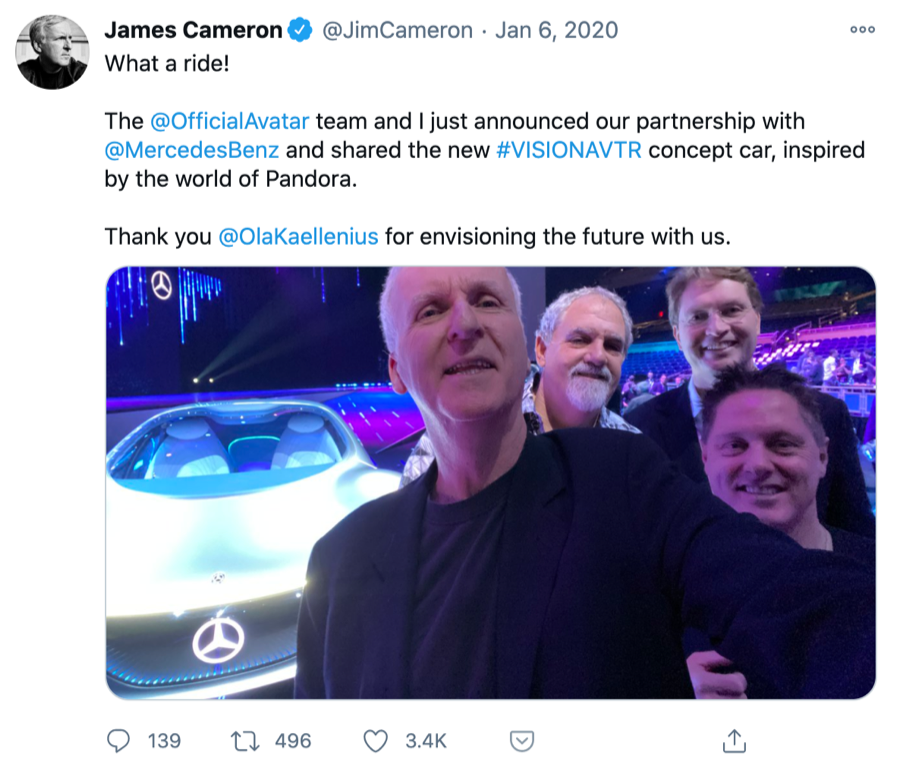 James Cameron @JimCameron · Jan 6, 2020
What a ride!
The @OfficialAvatar team and I just announced our partnership with
@MercedesBenz and shared the new #VISIONAVTR concept car, inspired
by the world of Pandora.
Thank you @OlaKaellenius for envisioning the future with us.
139 496 3.4K